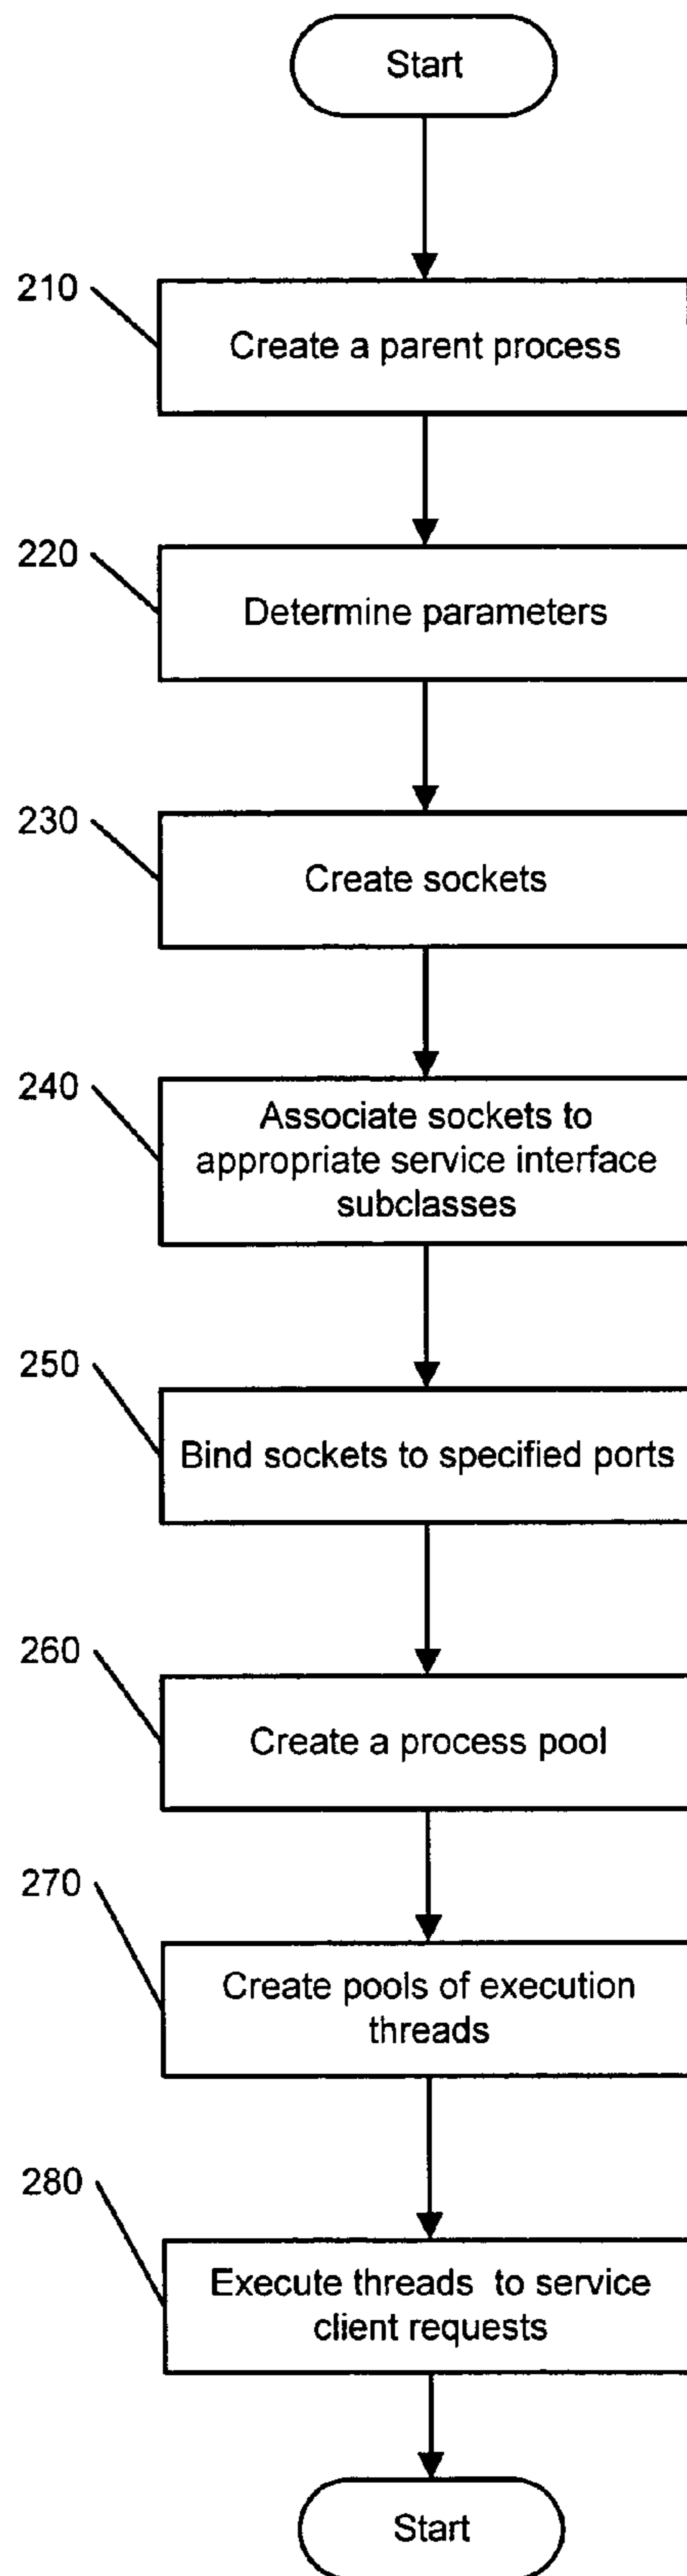 Start
210
Create a parent process
220
Determine parameters
230
Create sockets
240
Associate sockets to
appropriate service interface
subclasses
250
Bind sockets to specified ports
260
Create a process pool
270
Create pools of execution
threads
280
Execute threads to service
client requests
Start